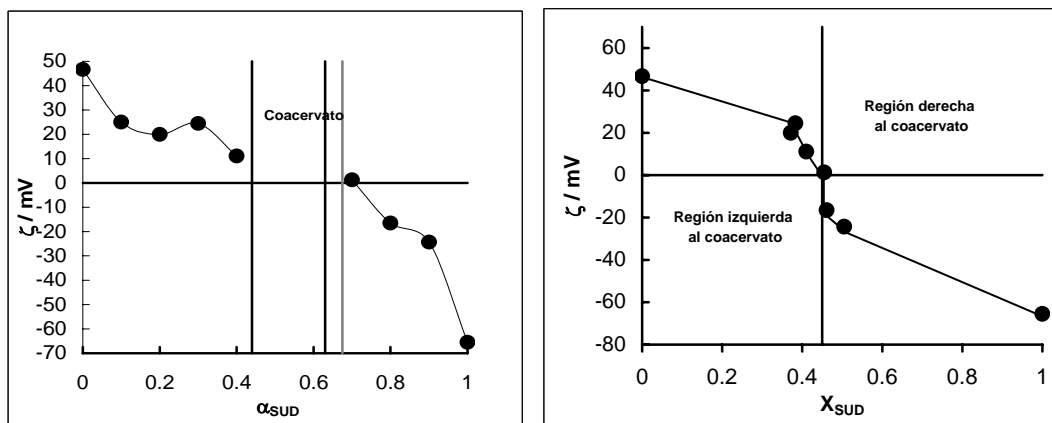 50
40
30
20
10
0
-10
-20
-30
-40
-50
-60
-70
ζ / mV
Coacervato
0 0.2 0.4 0.6 0.8 1
αSUD
60
40
20
0
-20
-40
-60
-80
ζ / mV
Región derecha
al coacervato
Región izquierda
al coacervato
0 0.2 0.4 0.6 0.8 1
XSUD